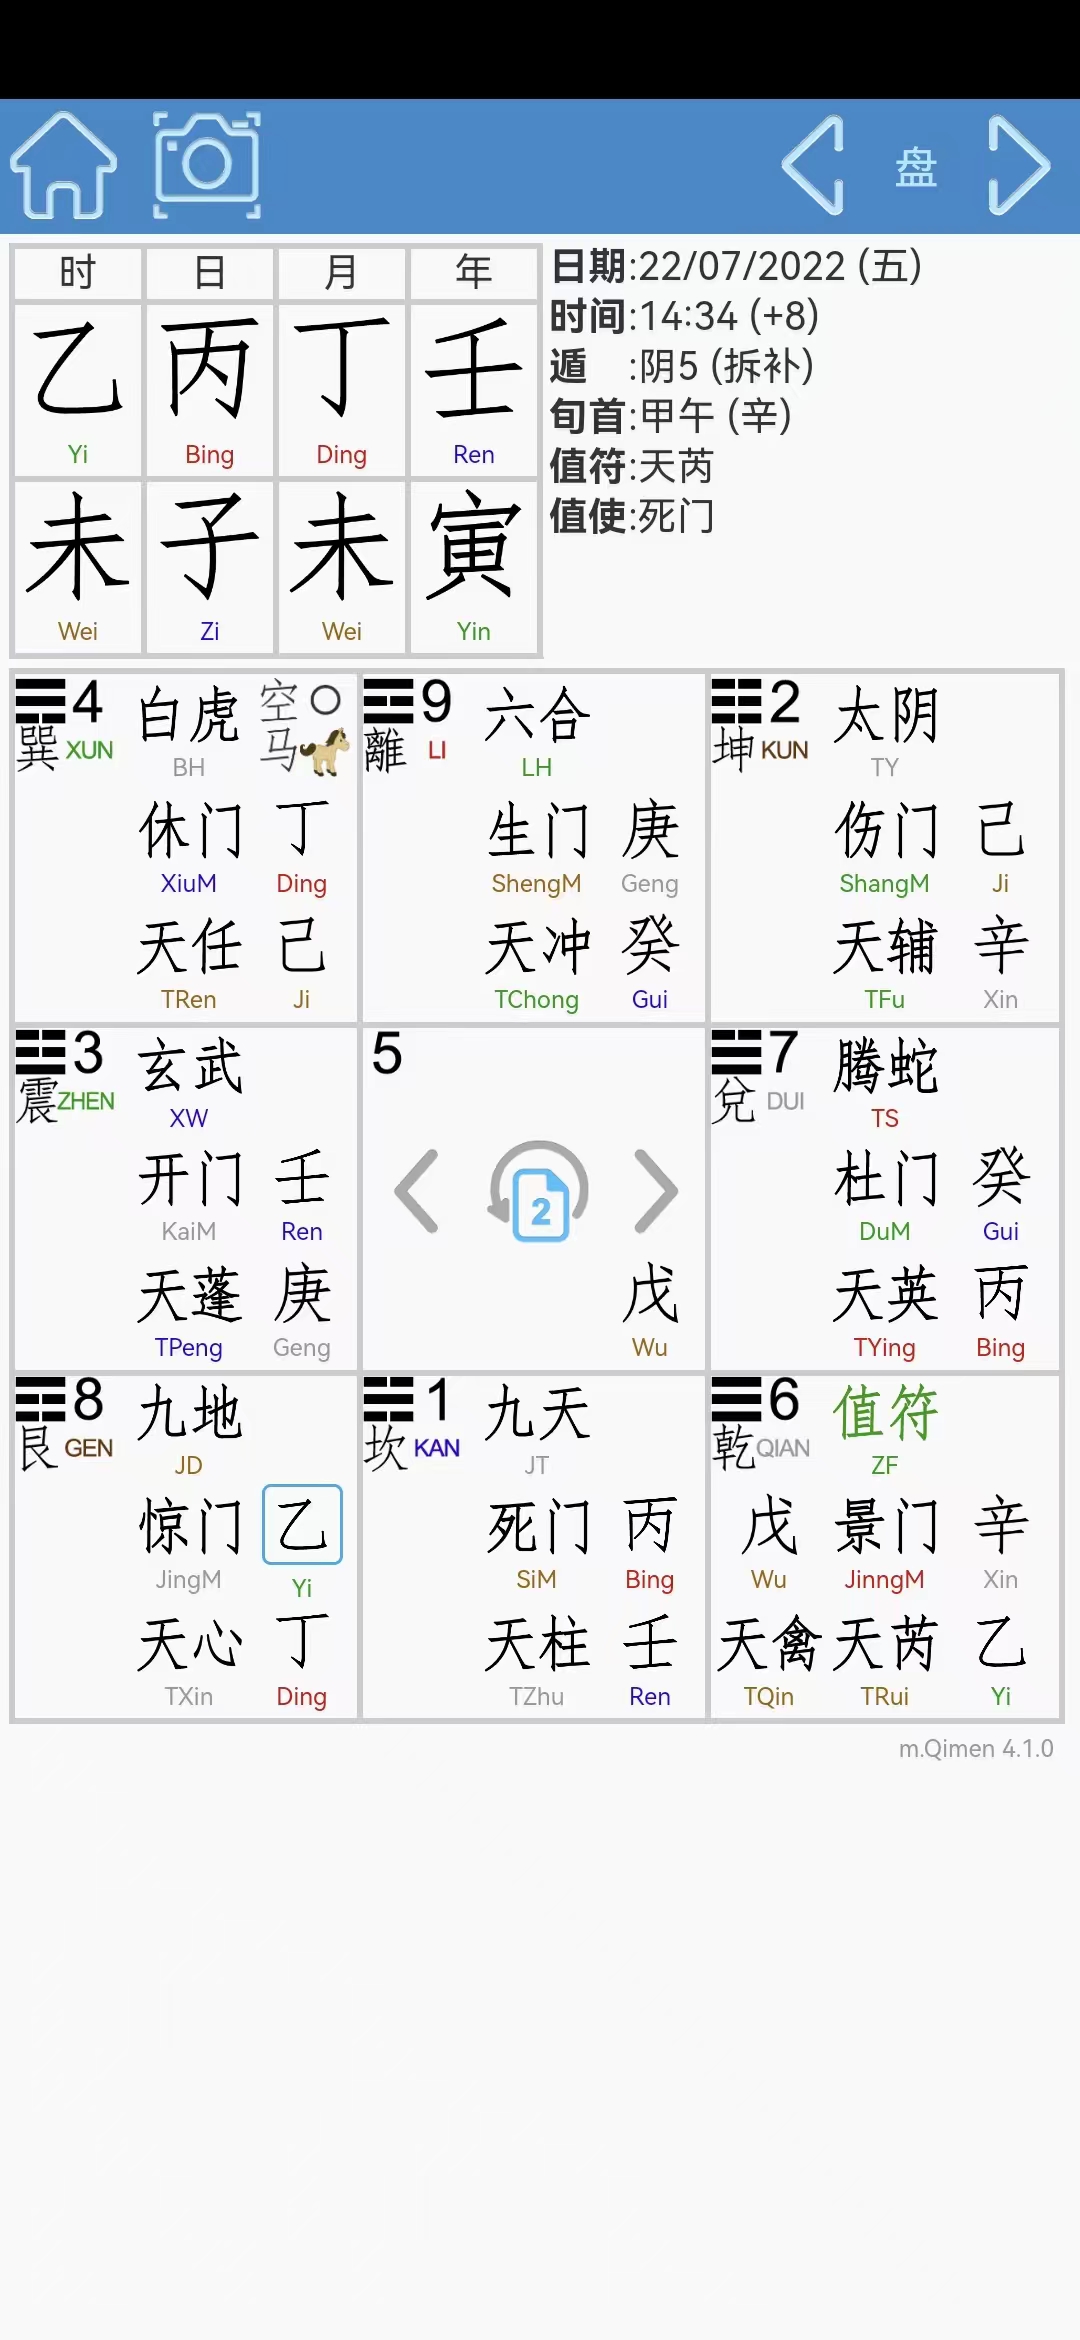 盘
时 日 月 年
乙 丙 丁 壬
Yi Bing Ding Ren
未 子 未 寅
Wei Zi Wei Yin
日期:22/07/2022 (五)
时间:14:34 (+8)
遁 :阴5 (拆补)
旬首:甲午 (辛)
值符:天芮
值使:死门
4 白虎 空
巽 XUN BH 马
休门 丁
XiuM Ding
天任 己
TRen Ji
9 六合
離 LI LH
生门 庚
ShengM Geng
天冲 癸
TChong Gui
2 太阴
坤 KUN TY
伤门 己
ShangM Ji
天辅 辛
TFu Xin
3 玄武
震 ZHEN XW
开门 壬
KaiM Ren
天蓬 庚
TPeng Geng
5
2
戊
Wu
7 腾蛇
兌 DUI TS
杜门 癸
DuM Gui
天英 丙
TYing Bing
8 九地
艮 GEN JD
惊门 乙
JingM Yi
天心 丁
TXin Ding
1 九天
坎 KAN JT
死门 丙
SiM Bing
天柱 壬
TZhu Ren
6 值符
乾 QIAN ZF
戊 景门 辛
Wu JinngM Xin
天禽 天芮 乙
TQin TRui Yi
m.Qimen 4.1.0